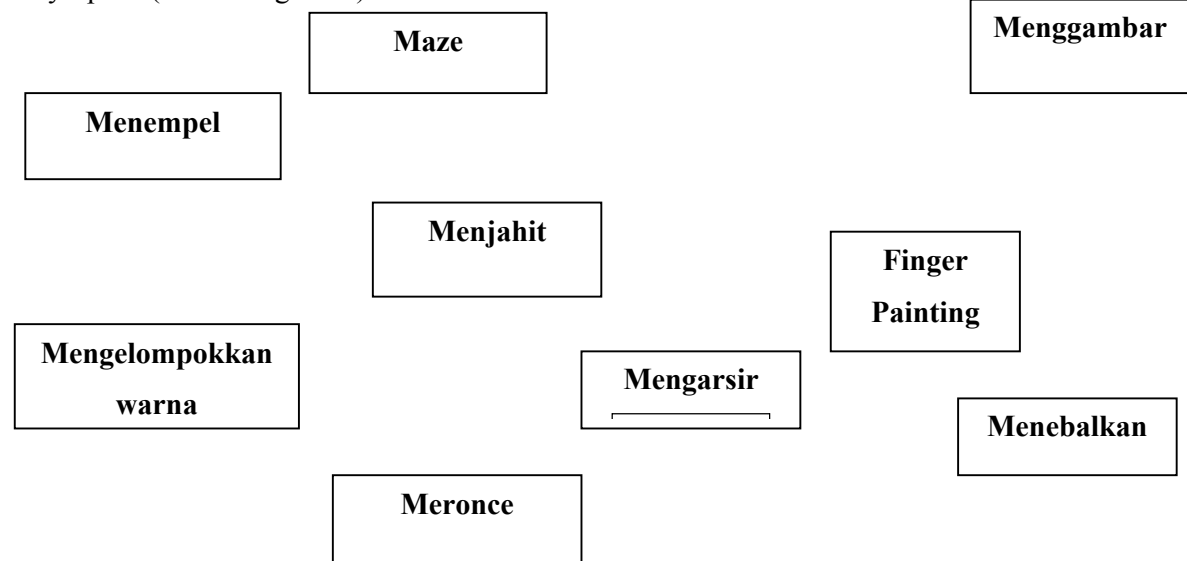 Maze
Menggambar
Menempel
Menjahit
Finger
Painting
Mengelompokkan
warna
Mengarsir
Menebalkan
Meronce